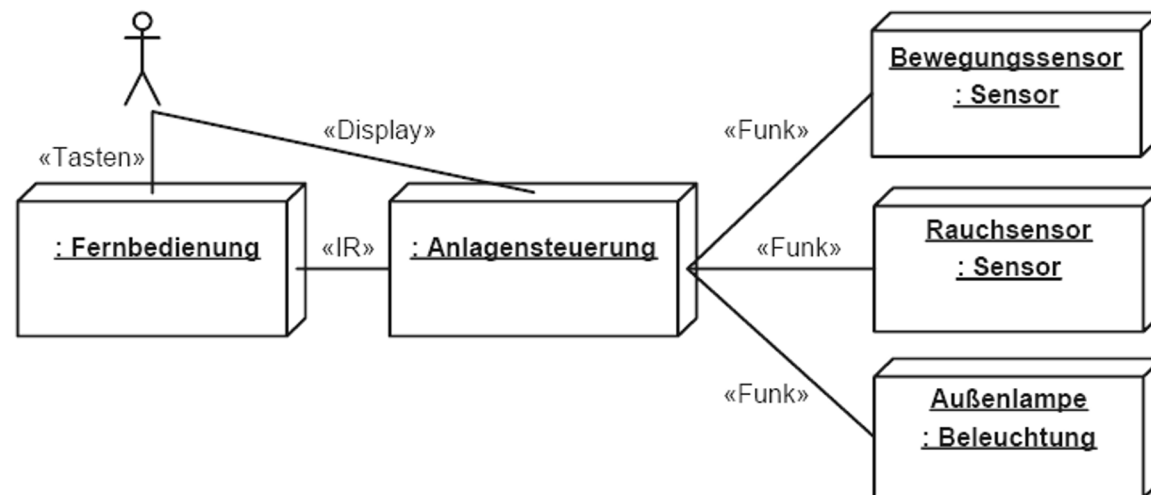 Bewegungssensor
: Sensor
«Display»
«Funk»
«Tasten»
: Fernbedienung
«IR»
: Anlagensteuerung
«Funk»
Rauchsensor
: Sensor
«Funk»
Außenlampe
: Beleuchtung